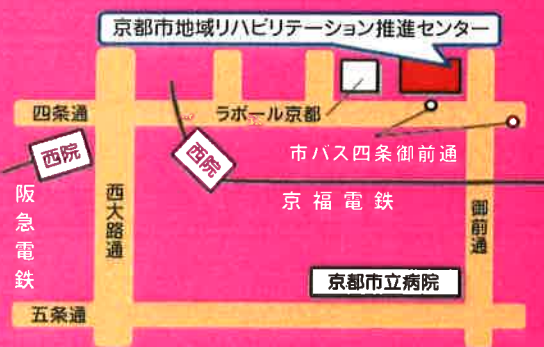 京都市地域リハビリテーション推進センター
四条通
ラボール京都
西院
西院
市バス四条御前通
阪急電鉄
西大路通
京福電鉄
御前通
京都市立病院
五条通